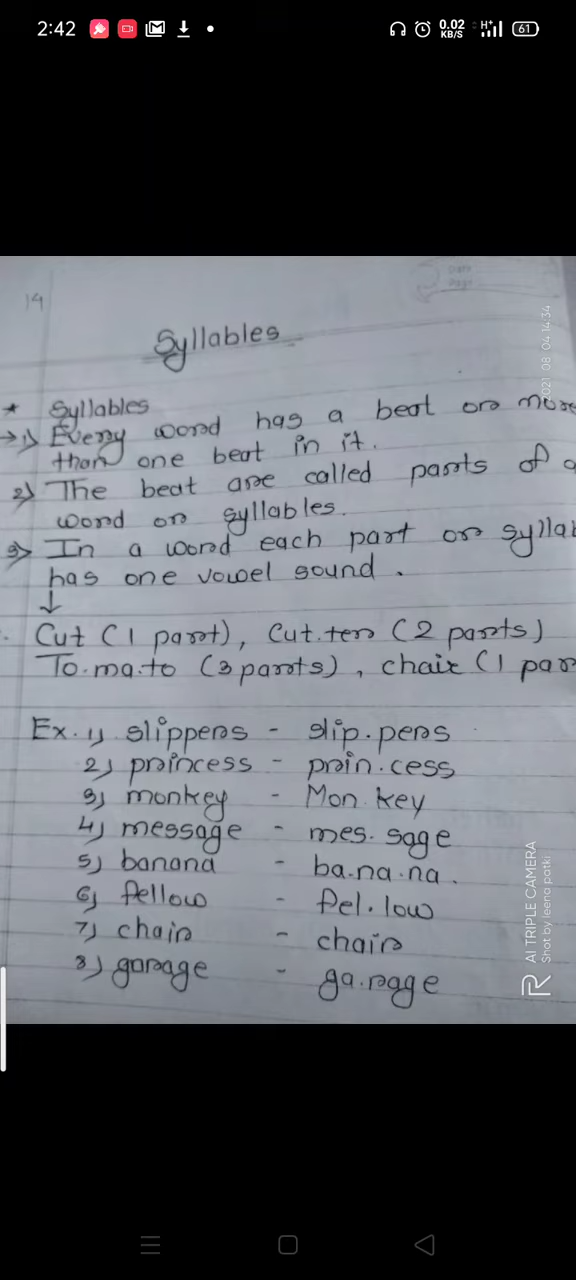 2:42
0.02 KB/S
H+
61
19
Date
Page
Syllables
* Syllables
→ 1) Every word has a beat or more
than one beat in it.
2) The beat are called parts of a
word or syllables.
3) In a word each part or syllab
has one vowel sound.
↓
Cut (1 part), Cut.ter (2 parts)
To.ma.to (3 parts), chair (1 par
Ex. 1) slippers - slip.pers
2) princess - prin.cess
3) monkey - Mon.key
4) message - mes.sage
5) banana - ba.na.na.
6) fellow - fel.low
7) chair - chair
8) garage - ga.rage
2021 08 04 14:34
AI TRIPLE CAMERA
Shot by leena patki